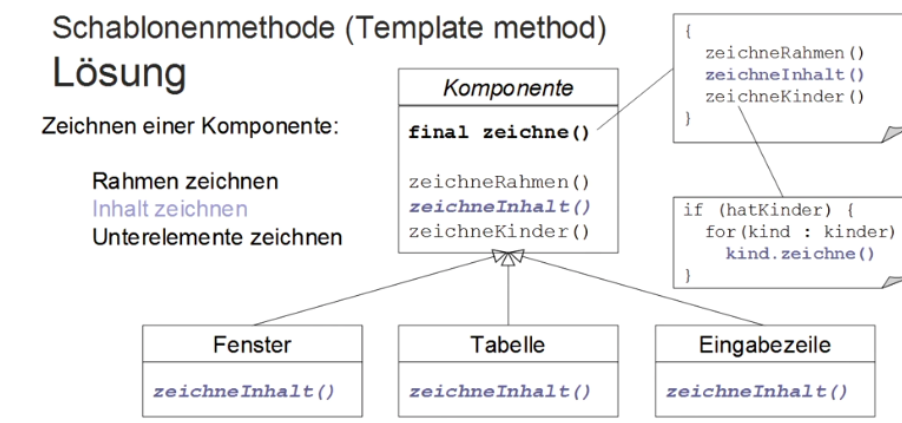 Schablonenmethode (Template method)
Lösung
Zeichnen einer Komponente:
Rahmen zeichnen
Inhalt zeichnen
Unterelemente zeichnen
Komponente
final zeichne()
zeichneRahmen()
zeichneInhalt()
zeichneKinder()
{
zeichneRahmen()
zeichneInhalt()
zeichneKinder()
}
if (hatKinder) {
for(kind : kinder)
kind.zeichne()
}
Fenster
zeichneInhalt()
Tabelle
zeichneInhalt()
Eingabezeile
zeichneInhalt()